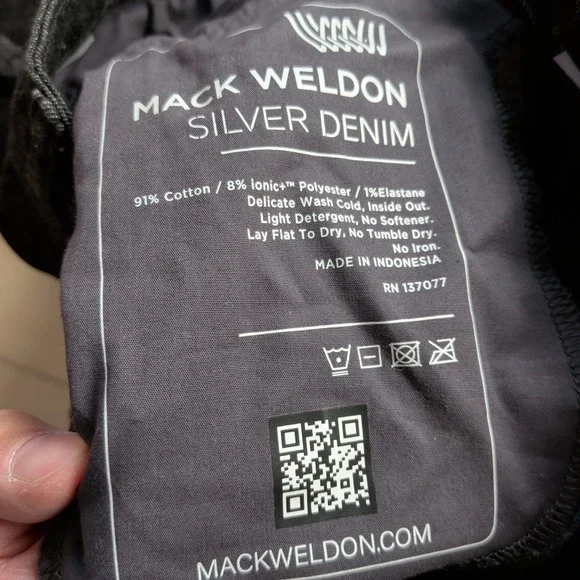 MACK WELDON
SILVER DENIM
91% Cotton / 8% ionic+™ Polyester / 1%Elastane
Delicate Wash Cold, Inside Out.
Light Detergent, No Softener.
Lay Flat To Dry, No Tumble Dry.
No Iron.
MADE IN INDONESIA
RN 137077
MACKWELDON.COM